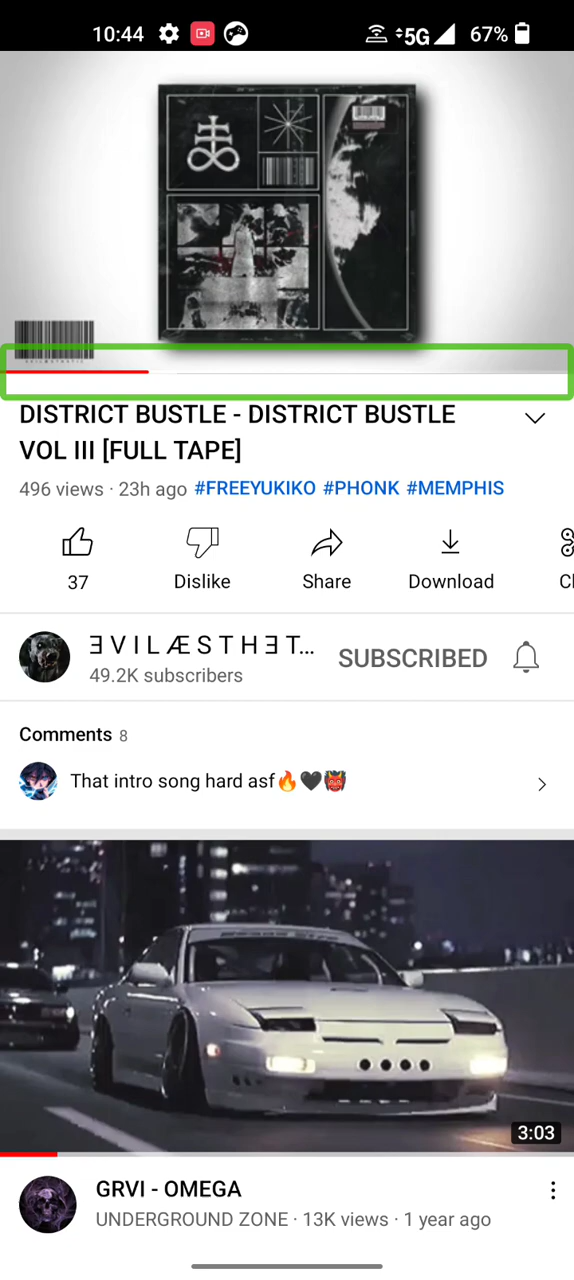 10:44
5G 67%
DISTRICT BUSTLE - DISTRICT BUSTLE
VOL III [FULL TAPE]
496 views · 23h ago #FREEYUKIKO #PHONK #MEMPHIS
37 Dislike Share Download Cl
ƎVILÆSTHƎT... SUBSCRIBED
49.2K subscribers
Comments 8
That intro song hard asf🔥🖤👹
3:03
GRVI - OMEGA
UNDERGROUND ZONE · 13K views · 1 year ago